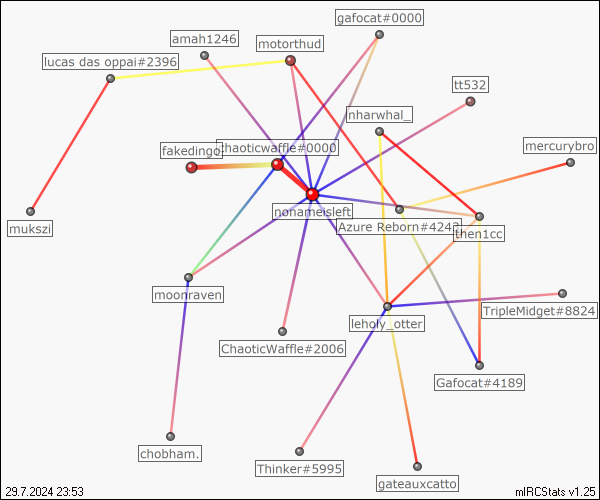 gafocat#0000
amah1246
motorthud
lucas das oppai#2396
tt532
nharwhal_
mercurybro
chaoticwaffle#0000
fakedingo
nonameisleft
mukszi
Azure Reborn#4242
then1cc
moonraven
TripleMidget#8824
leholy_otter
ChaoticWaffle#2006
Gafocat#4189
chobham.
Thinker#5995
gateauxcatto
29.7.2024 23:53
mIRCStats v1.25